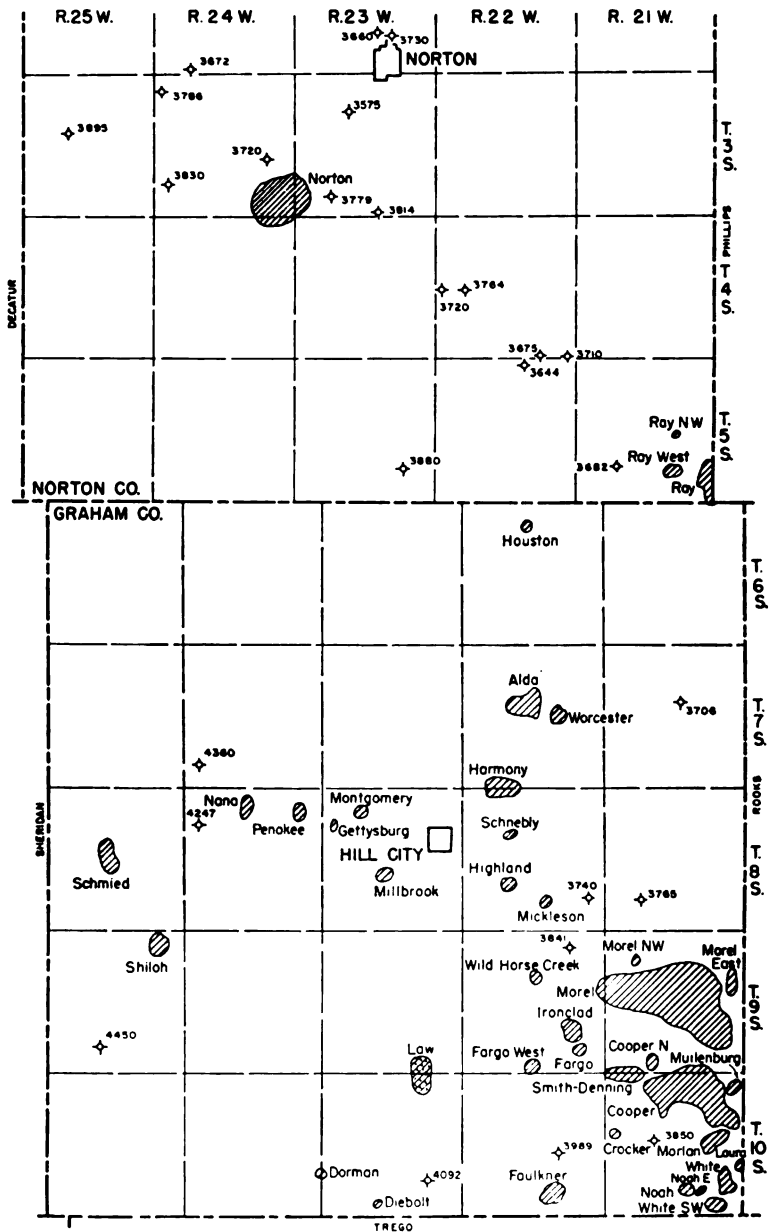 R.25 W. R. 24 W. R.23 W. R.22 W. R. 21 W.
3660 3730
NORTON
3672
3786
3575
3895
T.
3
S.
3720
3830
Norton
3779
3814
PHILLIPS
DECATUR
3764
3720
T
4
S.
3675 3710
3644
Ray NW
T.
5
S.
3880
3682
Ray West
Ray
NORTON CO.
GRAHAM CO.
Houston
T.
6
S.
Alda
Worcester
3706
T.
7
S.
4360
Harmony
ROOKS
SHERIDAN
Nana
4247
Penokee
Montgomery
Gettysburg
Schnebly
HILL CITY
T.
8
S.
Schmied
Millbrook
Highland
3740
3765
Mickleson
3841
Morel NW
Morel
East
Shiloh
Wild Horse Creek
Morel
T.
9
S.
Ironclad
4450
Law
Fargo West
Fargo
Cooper N
Muilenburg
Smith-Denning
Cooper
T.
10
S.
3989
Crocker
3850
Morlan
Laura
Dorman
4092
Faulkner
White
Noah E
Noah
Diebolt
White SW
TREGO